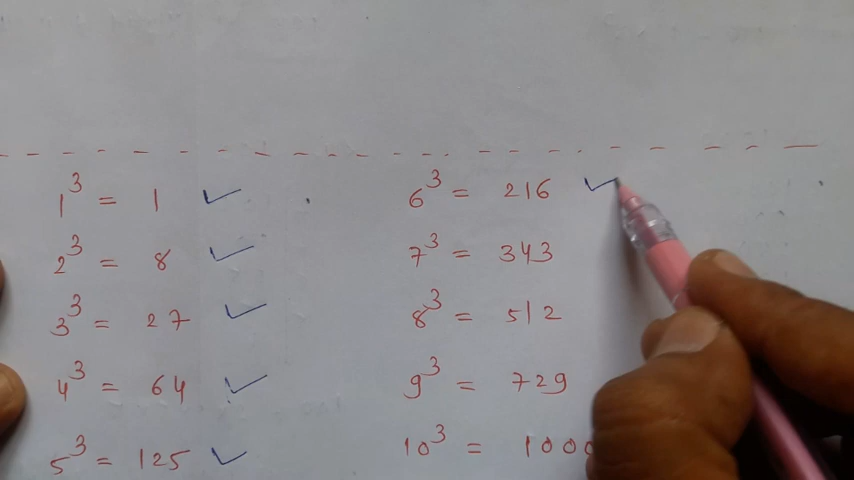 1³ = 1 ✓
2³ = 8 ✓
3³ = 27 ✓
4³ = 64 ✓
5³ = 125 ✓
6³ = 216 ✓
7³ = 343
8³ = 512
9³ = 729
10³ = 1000